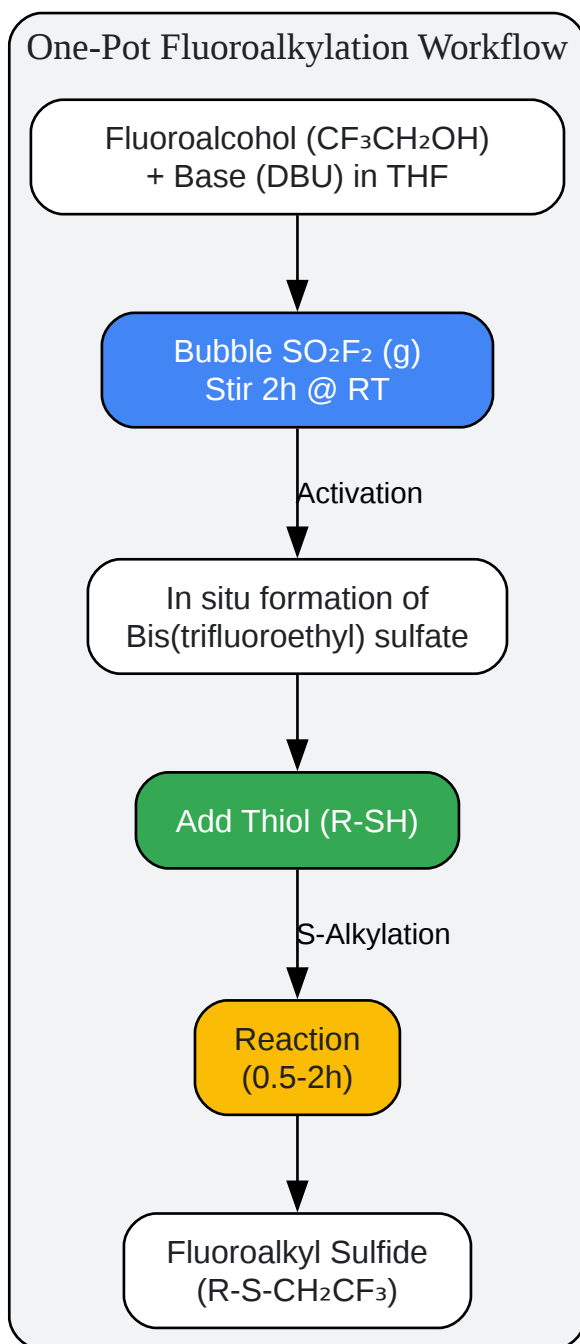 One-Pot Fluoroalkylation Workflow
Fluoroalcohol (CF₃CH₂OH)
+ Base (DBU) in THF
Bubble SO₂F₂ (g)
Stir 2h @ RT
Activation
In situ formation of
Bis(trifluoroethyl) sulfate
Add Thiol (R-SH)
S-Alkylation
Reaction
(0.5-2h)
Fluoroalkyl Sulfide
(R-S-CH₂CF₃)